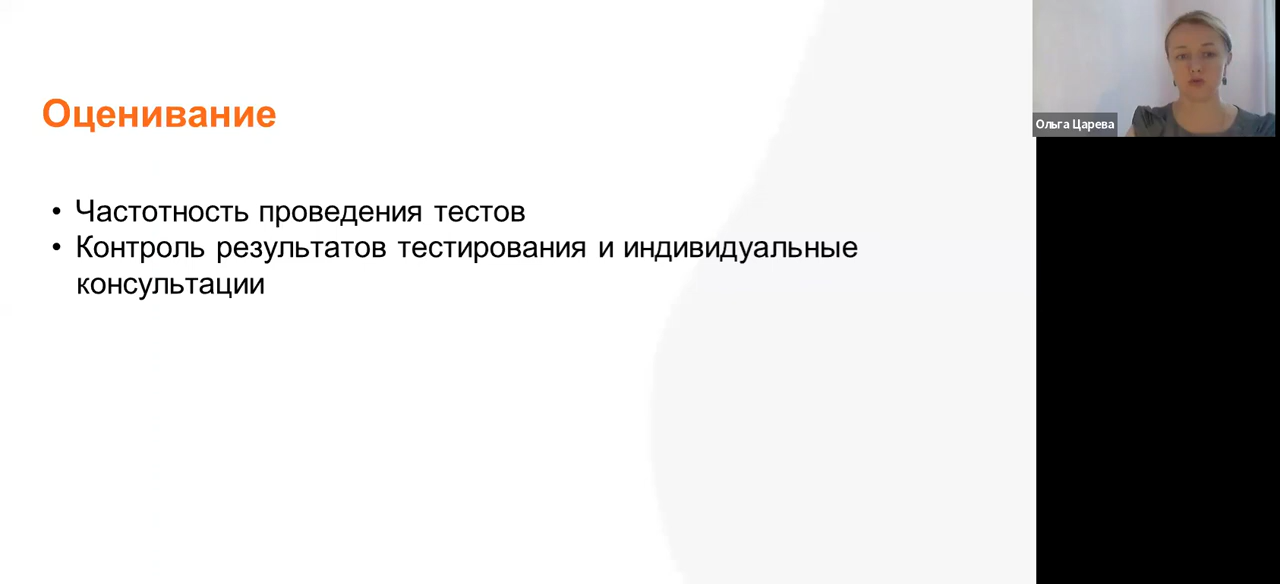 Оценивание
• Частотность проведения тестов
• Контроль результатов тестирования и индивидуальные
консультации
Ольга Царева